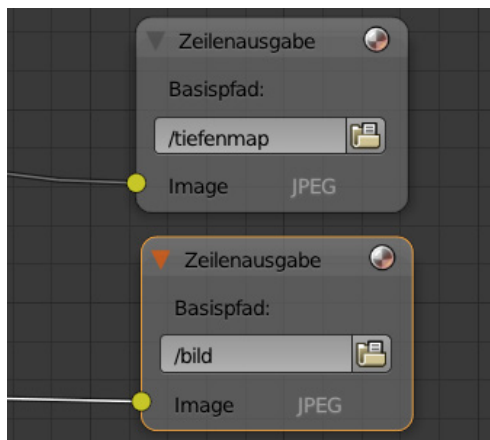 Zeilenausgabe
Basispfad:
/tiefenmap
Image JPEG
Zeilenausgabe
Basispfad:
/bild
Image JPEG